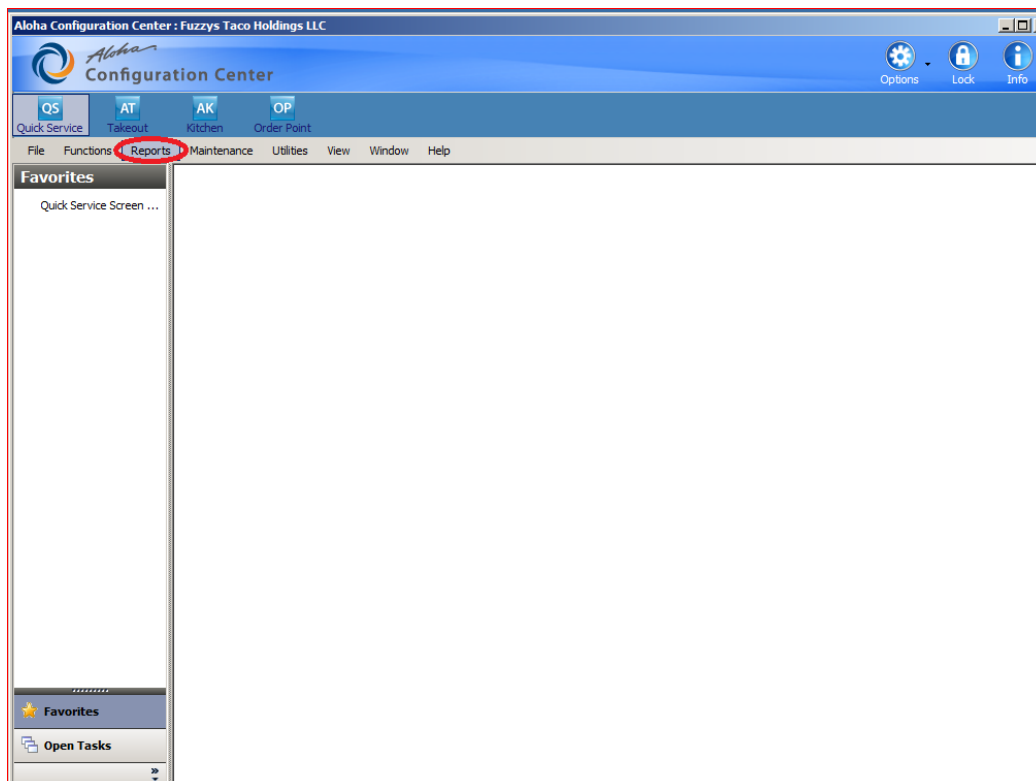 Aloha Configuration Center : Fuzzys Taco Holdings LLC
Aloha
Configuration Center
Options
Lock
Info
QS
AT
AK
OP
Quick Service
Takeout
Kitchen
Order Point
File Functions Reports Maintenance Utilities View Window Help
Favorites
Quick Service Screen ...
Favorites
Open Tasks